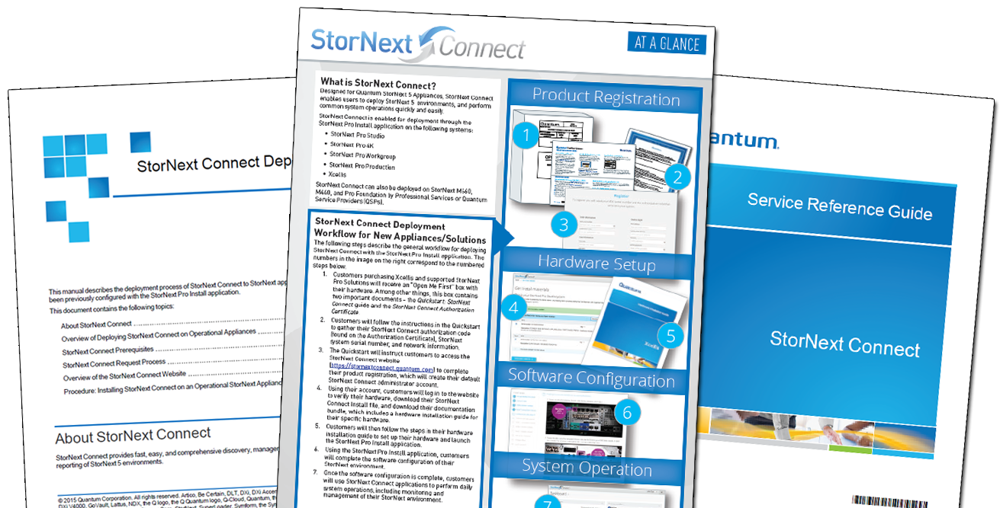 StorNext Connect Dep
This manual describes the deployment process of StorNext Connect to StorNext app
been previously configured with the StorNext Pro Install application.
This document contains the following topics:
About StorNext Connect
Overview of Deploying StorNext Connect on Operational Appliances
StorNext Connect Prerequisites
StorNext Connect Request Process
Overview of the StorNext Connect Website
Procedure: Installing StorNext Connect on an Operational StorNext Applianc
About StorNext Connect
StorNext Connect provides fast, easy, and comprehensive discovery, manager
reporting of StorNext 5 environments.
© 2015 Quantum Corporation. All rights reserved. Artico, Be Certain, DLT, DXi, DXi Accen
DXi V4000, GoVault, Lattus, NDX, the Q logo, the Q Quantum logo, Q-Cloud, Quantum, th
StorNext Connect
AT A GLANCE
What is StorNext Connect?
Designed for Quantum StorNext 5 Appliances, StorNext Connect
enables users to deploy StorNext 5 environments, and perform
common system operations quickly and easily.
StorNext Connect is enabled for deployment through the
StorNext Pro Install application on the following systems:
• StorNext Pro Studio
• StorNext Pro 4K
• StorNext Pro Workgroup
• StorNext Pro Production
• Xcellis
StorNext Connect can also be deployed on StorNext M660,
M440, and Pro Foundation by Professional Services or Quantum
Service Providers (QSPs).
StorNext Connect Deployment
Workflow for New Appliances/Solutions
The following steps describe the general workflow for deploying
StorNext Connect with the StorNext Pro Install application. The
numbers in the image on the right correspond to the numbered
steps below.
1. Customers purchasing Xcellis and supported StorNext
Pro Solutions will receive an "Open Me First" box with
their hardware. Among other things, this box contains
two important documents – the Quickstart: StorNext
Connect guide and the StorNext Connect Authorization
Certificate.
2. Customers will follow the instructions in the Quickstart
to gather their StorNext Connect authorization code
(found on the Authorization Certificate), StorNext
system serial number, and network information.
3. The Quickstart will instruct customers to access the
StorNext Connect website
(https://stornextconnect.quantum.com) to complete
their product registration, which will create their default
StorNext Connect administrator account.
4. Using their account, customers will log in to the website
to verify their hardware, download their StorNext
Connect Install file, and download their documentation
bundle, which includes a hardware installation guide for
their specific hardware.
5. Customers will then follow the steps in their hardware
installation guide to set up their hardware and launch
the StorNext Pro Install application.
6. Using the StorNext Pro Install application, customers
will complete the software configuration of their
StorNext environment.
7. Once the software configuration is complete, customers
will use StorNext Connect applications to perform daily
system operations, including monitoring and
management of their StorNext environment.
Product Registration
1
Quantum
2
Register
3
Hardware Setup
4
Get install materials
Quantum
Xcellis
5
Software Configuration
6
System Operation
7
antum.
Service Reference Guide
StorNext Connect